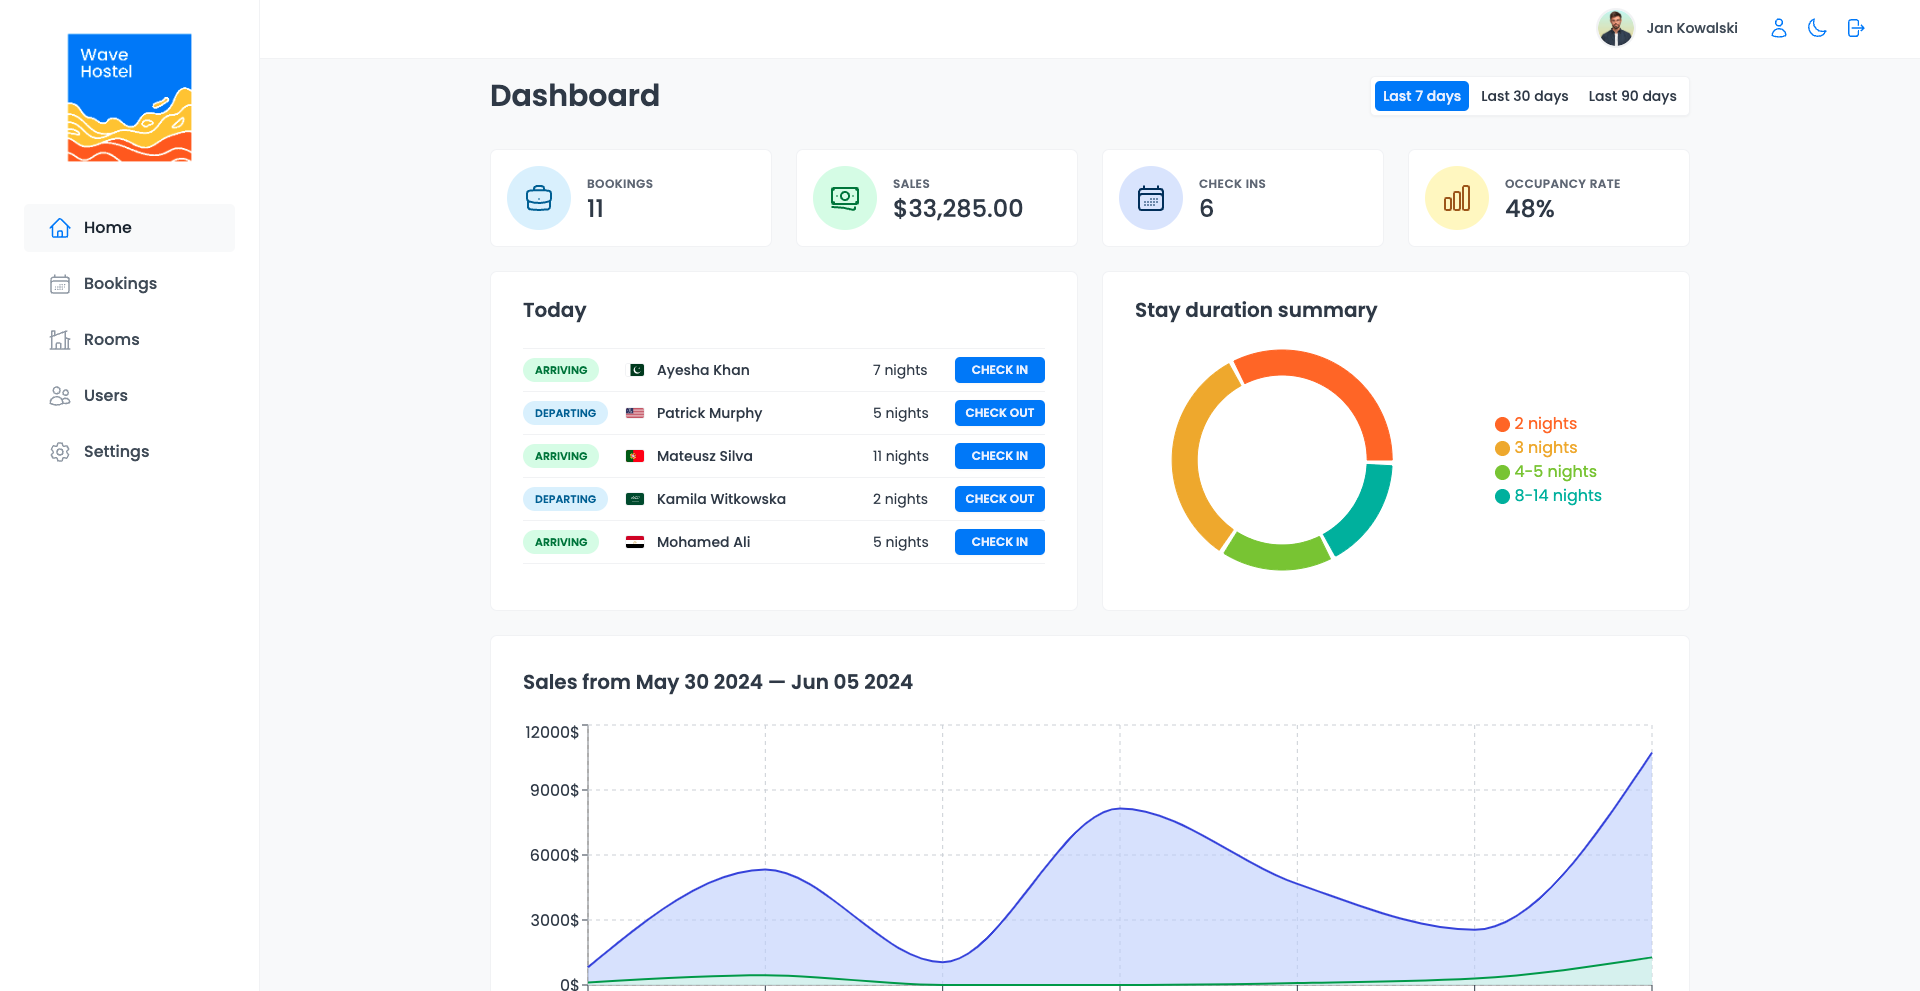 Wave
Hostel
Home
Bookings
Rooms
Users
Settings
Jan Kowalski
Dashboard
Last 7 days Last 30 days Last 90 days
BOOKINGS
11
SALES
$33,285.00
CHECK INS
6
OCCUPANCY RATE
48%
Today
ARRIVING Ayesha Khan 7 nights CHECK IN
DEPARTING Patrick Murphy 5 nights CHECK OUT
ARRIVING Mateusz Silva 11 nights CHECK IN
DEPARTING Kamila Witkowska 2 nights CHECK OUT
ARRIVING Mohamed Ali 5 nights CHECK IN
Stay duration summary
2 nights
3 nights
4-5 nights
8-14 nights
Sales from May 30 2024 — Jun 05 2024
12000$
9000$
6000$
3000$
0$